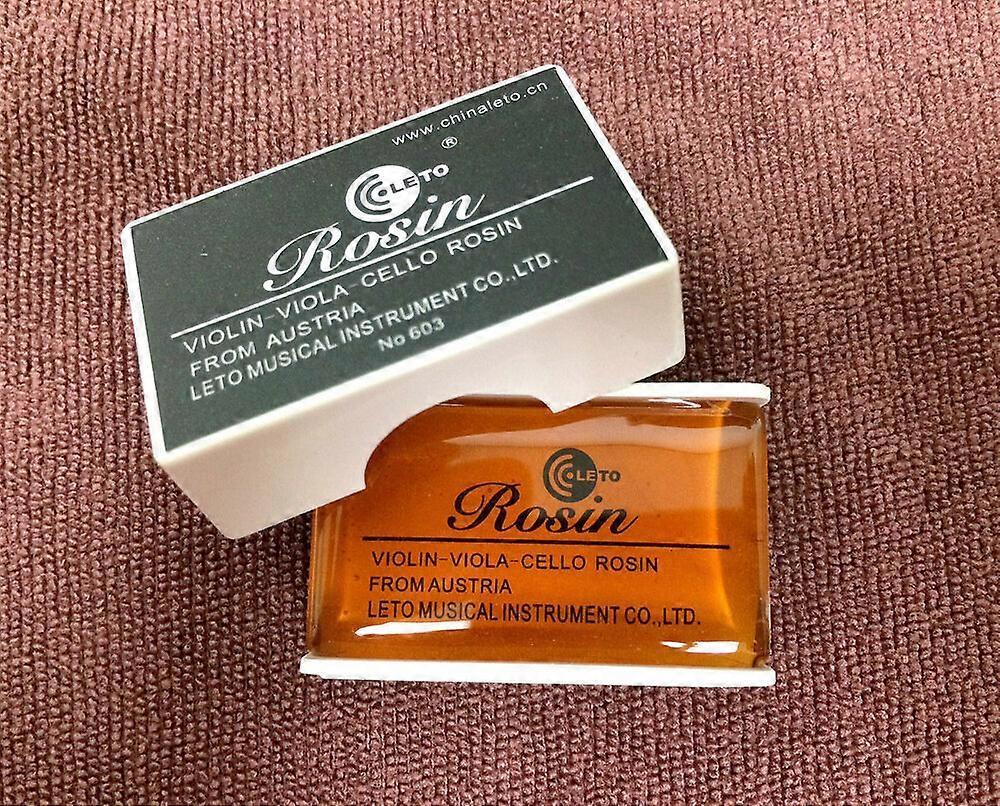 www.chinaleto.cn
®
LETO
Rosin
VIOLIN-VIOLA-CELLO ROSIN
FROM AUSTRIA
LETO MUSICAL INSTRUMENT CO.,LTD.
No 603
LETO
Rosin
VIOLIN-VIOLA-CELLO ROSIN
FROM AUSTRIA
LETO MUSICAL INSTRUMENT CO.,LTD.